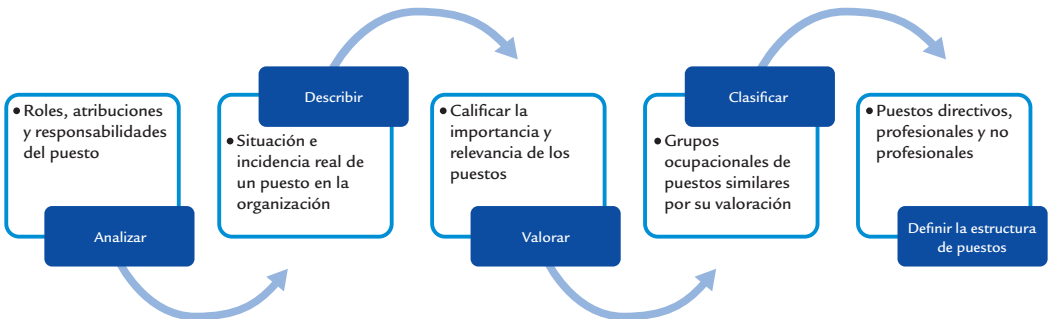 • Roles, atribuciones
y responsabilidades
del puesto
Analizar
Describir
• Situación e
incidencia real de
un puesto en la
organización
• Calificar la
importancia y
relevancia de los
puestos
Valorar
Clasificar
• Grupos
ocupacionales de
puestos similares
por su valoración
• Puestos directivos,
profesionales y no
profesionales
Definir la estructura
de puestos